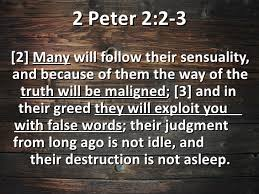 2 Peter 2:2-3
[2] Many will follow their sensuality,
and because of them the way of the
truth will be maligned; [3] and in
their greed they will exploit you
with false words; their judgment
from long ago is not idle, and
their destruction is not asleep.